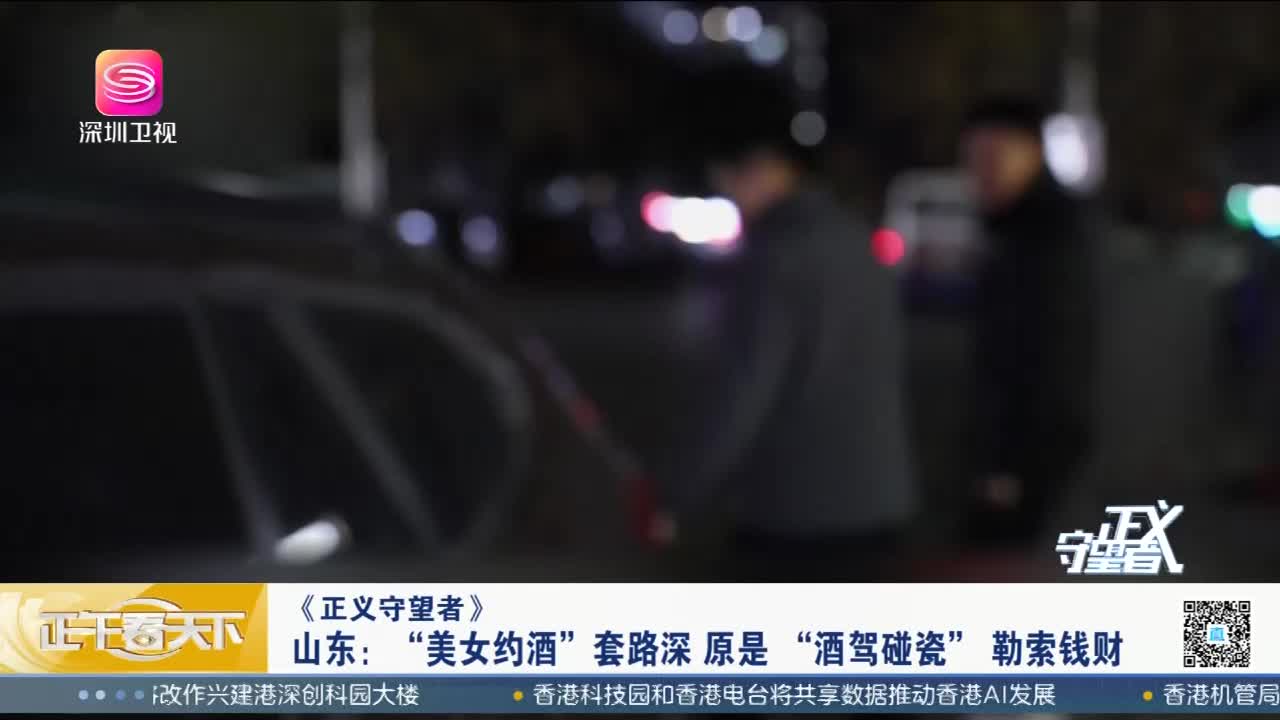 深圳卫视
正义
守望者
正午看天下
《正义守望者》
山东：“美女约酒”套路深 原是“酒驾碰瓷” 勒索钱财
改作兴建港深创科园大楼 ● 香港科技园和香港电台将共享数据推动香港AI发展 ● 香港机管局